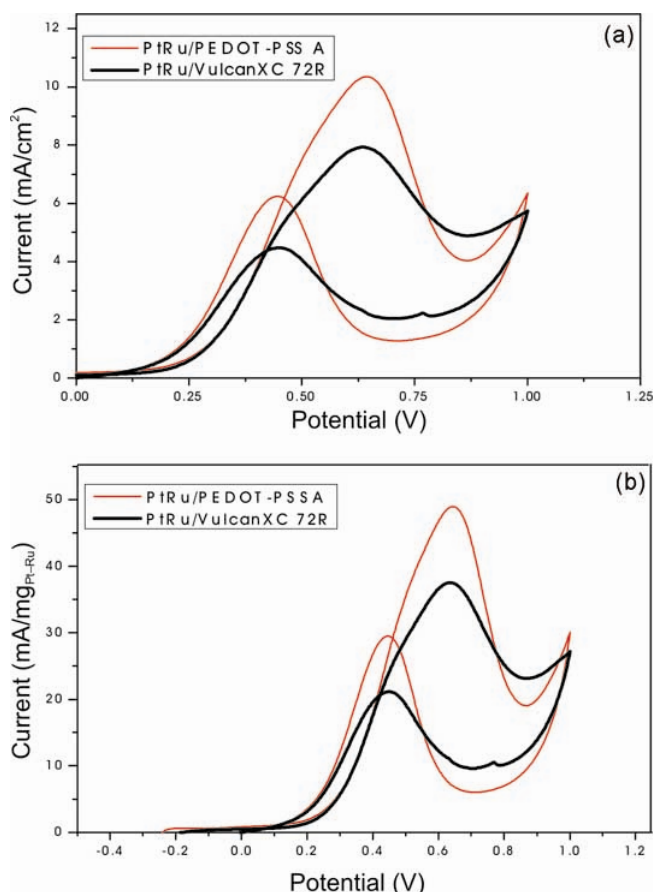 (a)
PtRu/PEDOT-PSS A
PtRu/VulcanXC 72R
Current (mA/cm²)
12
10
8
6
4
2
0
0.00 0.25 0.50 0.75 1.00 1.25
Potential (V)
(b)
PtRu/PEDOT-PSSA
PtRu/VulcanXC 72R
Current (mA/mgPt–Ru)
50
40
30
20
10
0
-0.4 -0.2 0.0 0.2 0.4 0.6 0.8 1.0
Potential (V)